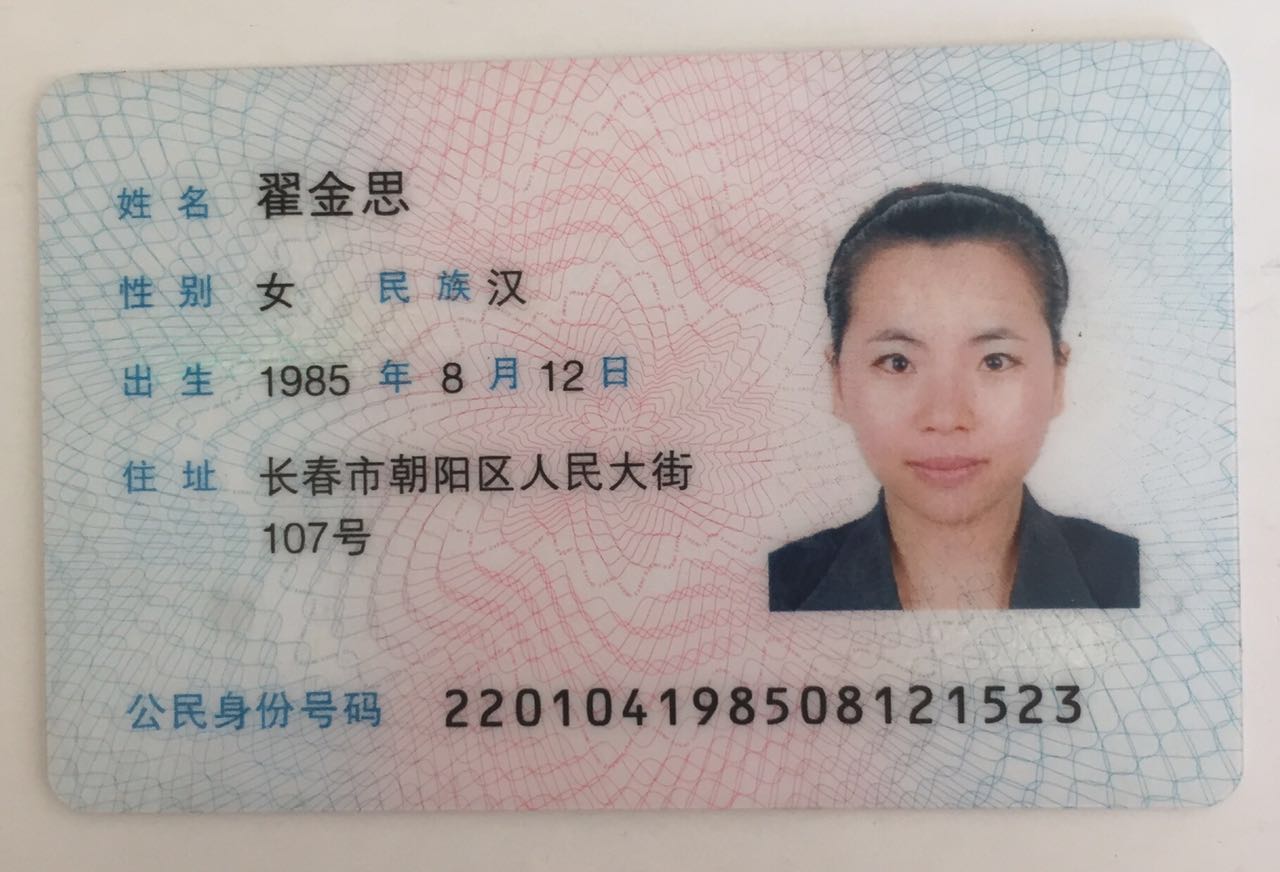 姓名 翟金思
性别 女 民族 汉
出生 1985 年 8 月 12 日
住址 长春市朝阳区人民大街
107号
公民身份号码 220104198508121523